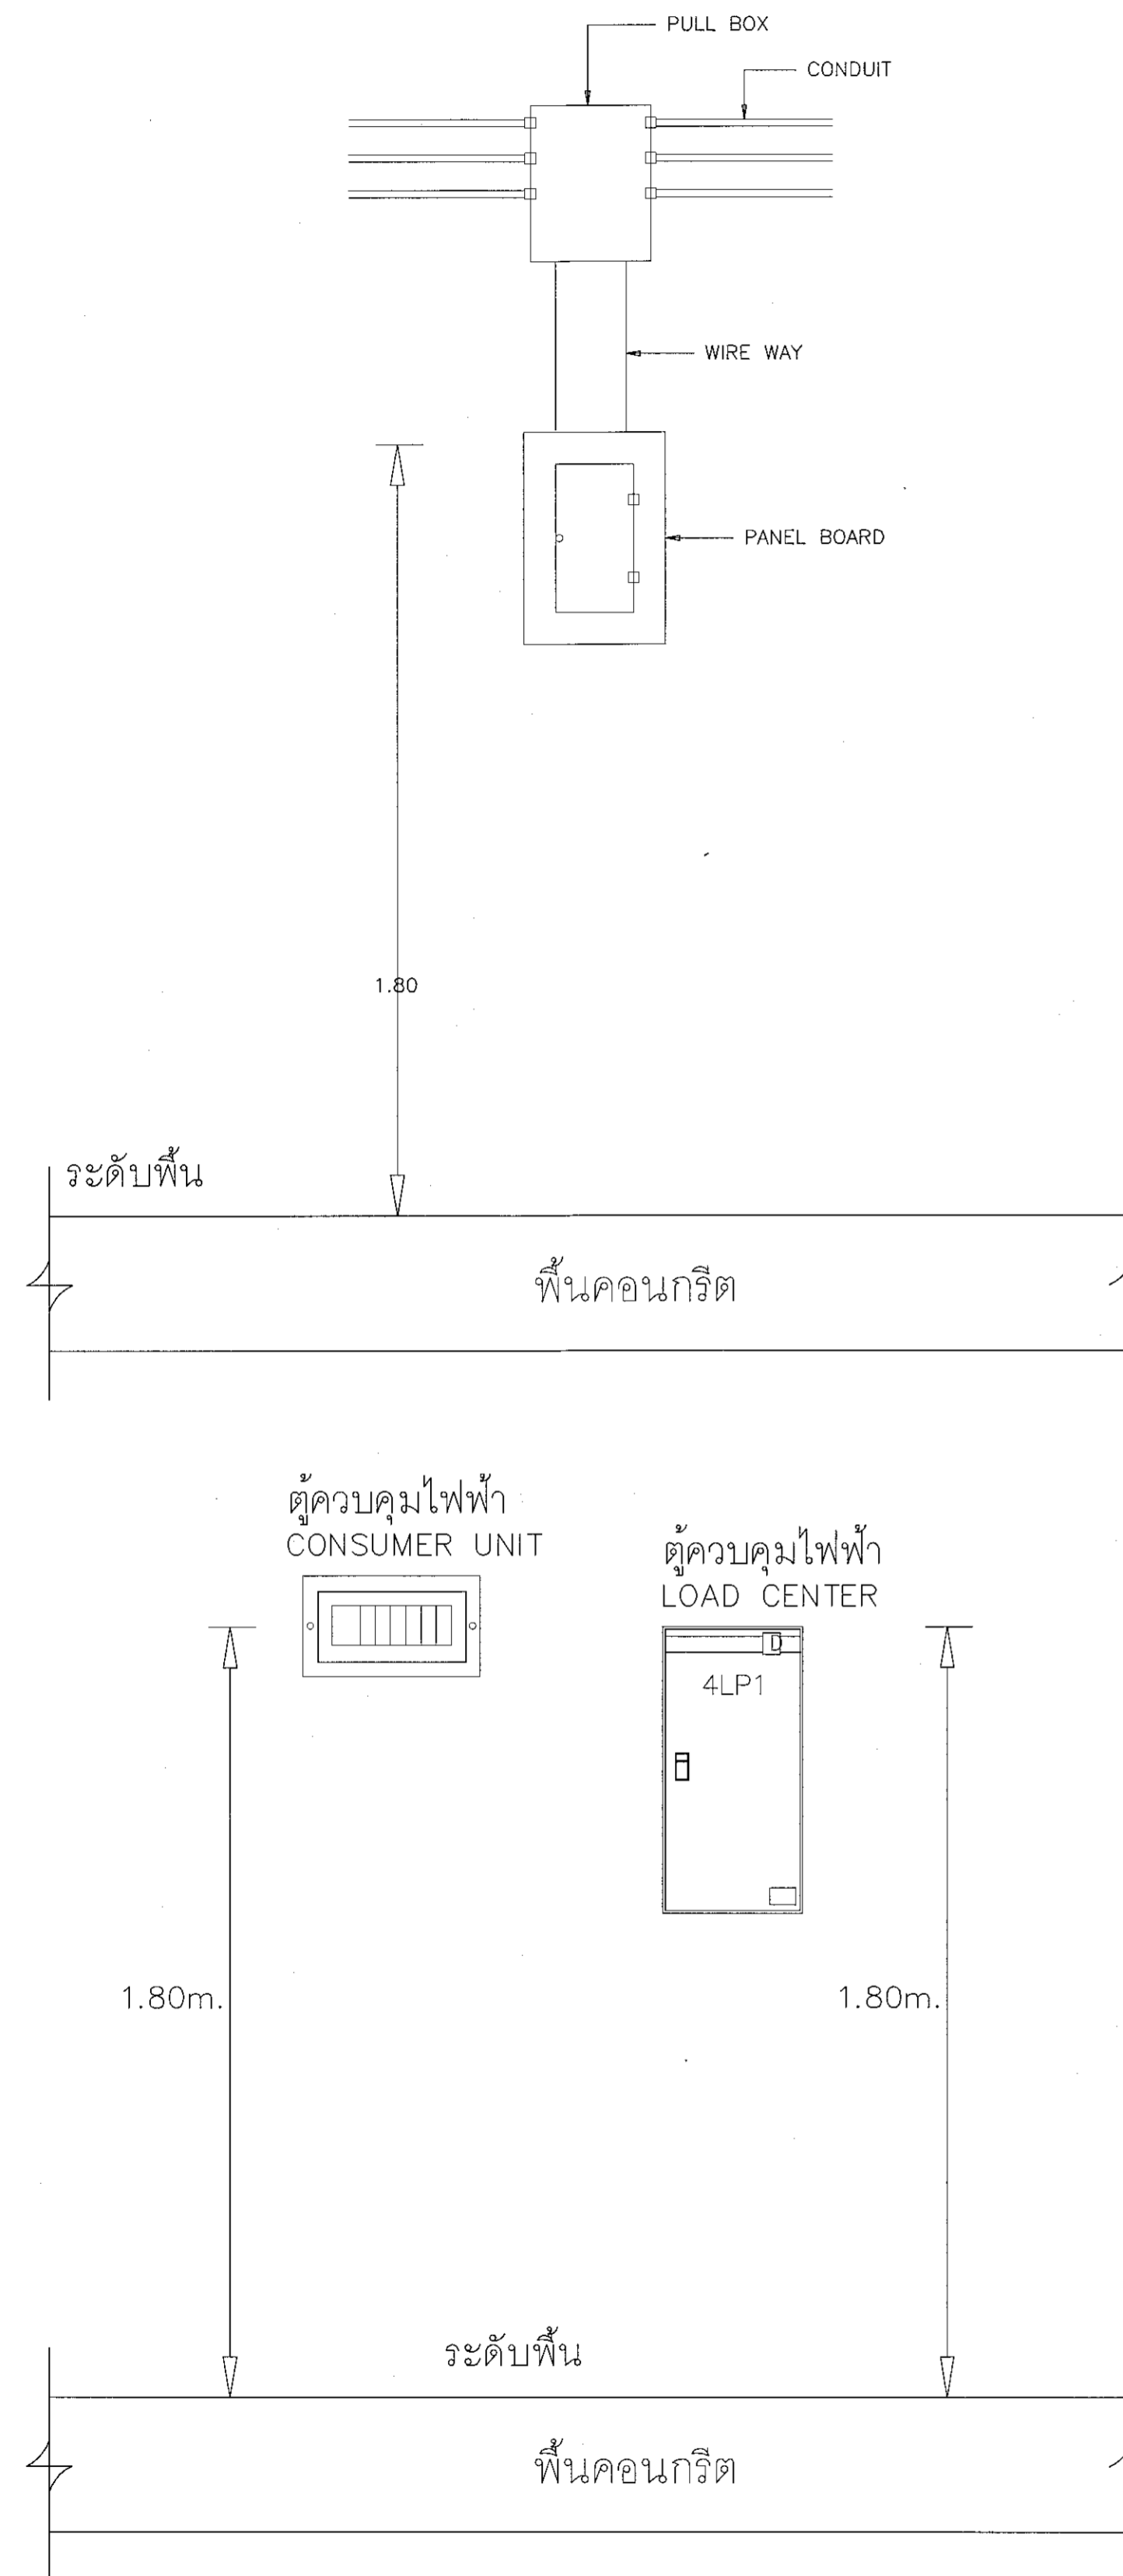 PULL BOX
CONDUIT
WIRE WAY
PANEL BOARD
1.80
ระดับพื้น
พื้นคอนกรีต
ตู้ควบคุมไฟฟ้า
CONSUMER UNIT
ตู้ควบคุมไฟฟ้า
LOAD CENTER
D
4LP1
1.80m.
1.80m.
ระดับพื้น
พื้นคอนกรีต